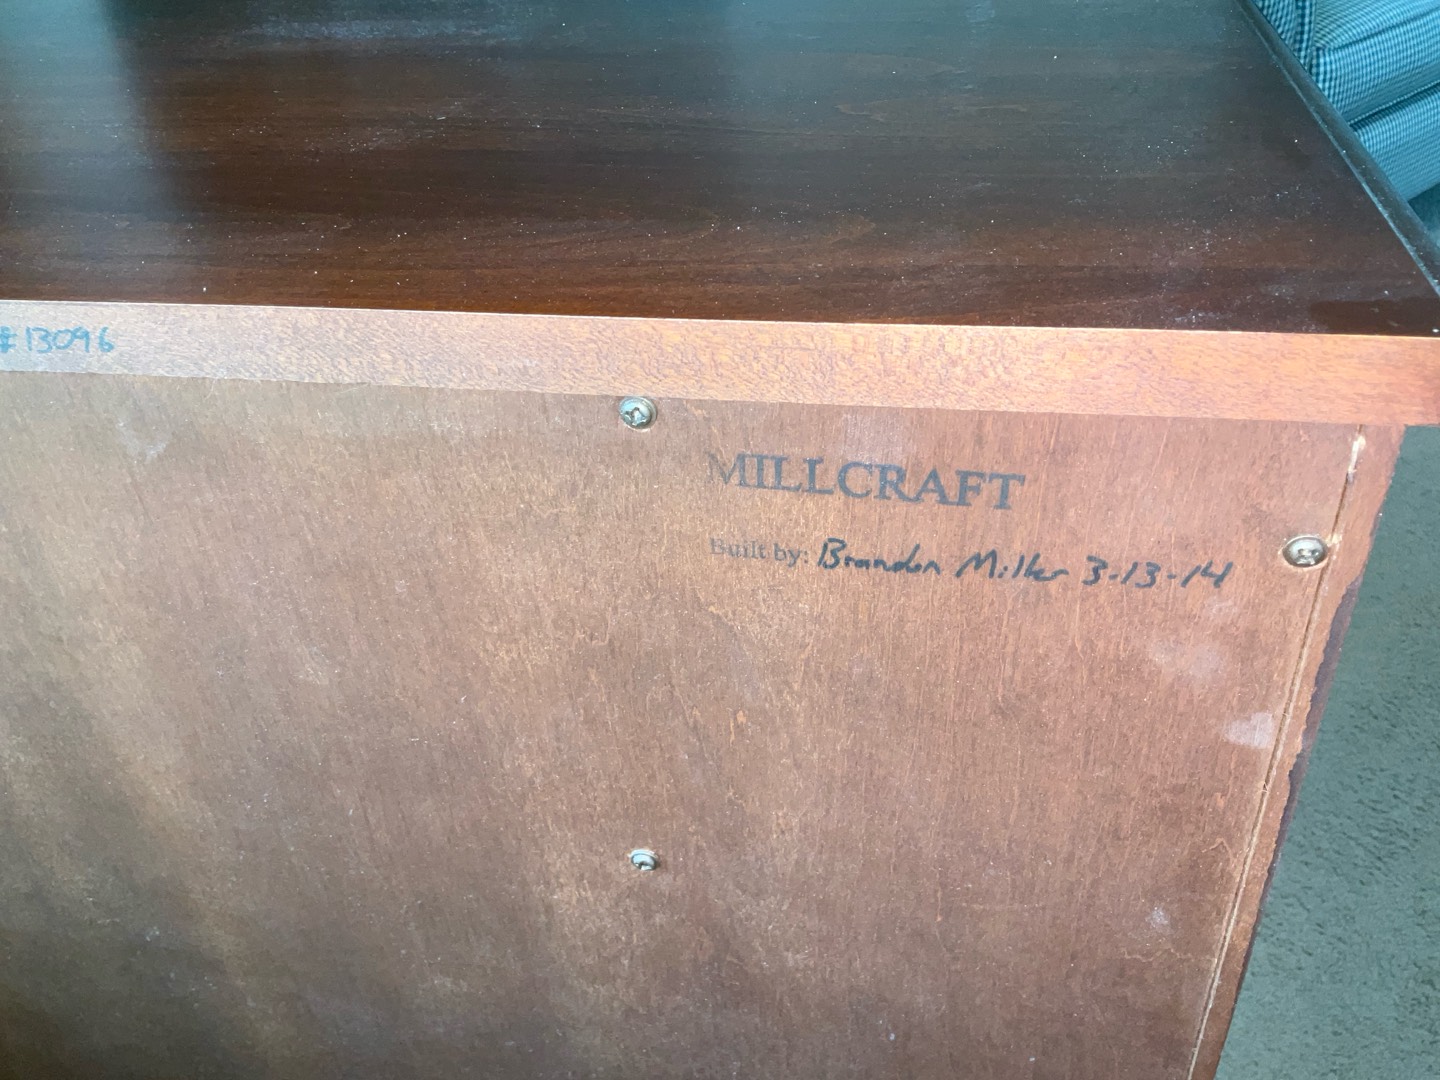 #13096
MILLCRAFT
Built by: Brandon Miller 3-13-14